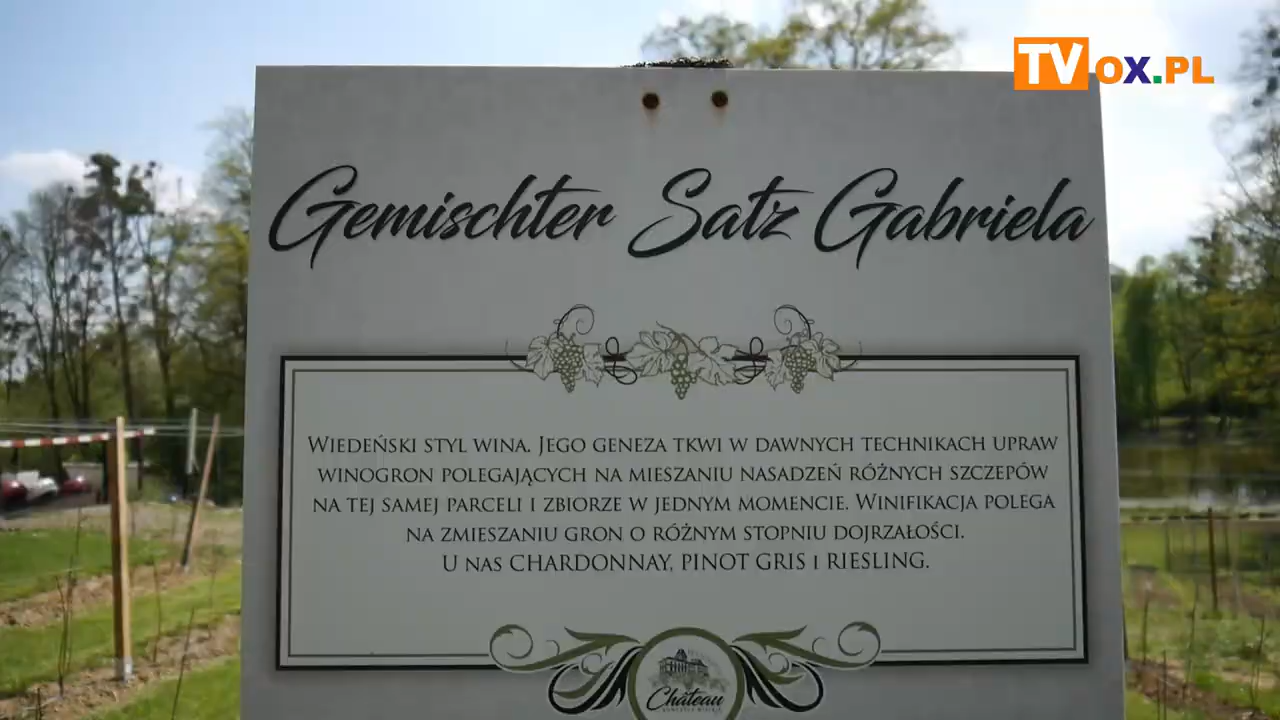 TVOX.PL
Gemischter Satz Gabriela
Wiedeński styl wina. Jego geneza tkwi w dawnych technikach upraw
winogron polegających na mieszaniu nasadzeń różnych szczepów
na tej samej parceli i zbiorze w jednym momencie. Winifikacja polega
na zmieszaniu gron o różnym stopniu dojrzałości.
U nas CHARDONNAY, PINOT GRIS i RIESLING.
Château